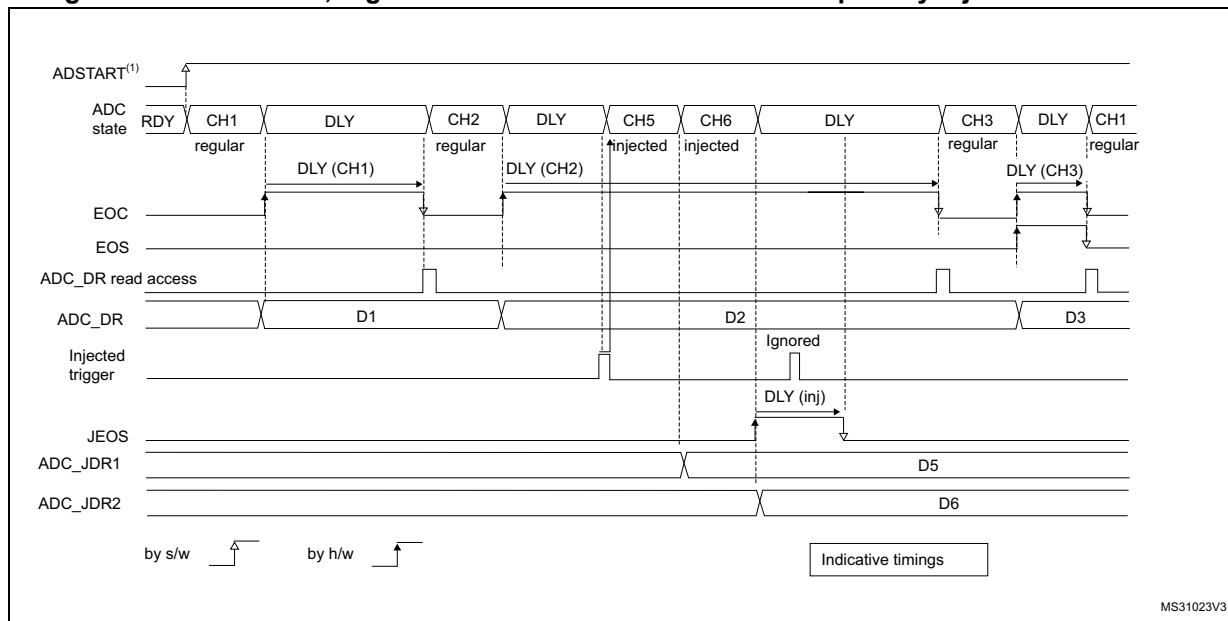 ADSTART(1)
ADC state
RDY CH1 DLY CH2 DLY CH5 CH6 DLY CH3 DLY CH1
regular regular injected injected regular regular
DLY (CH1) DLY (CH2) DLY (CH3)
EOC
EOS
ADC_DR read access
ADC_DR D1 D2 D3
Injected trigger
Ignored
DLY (inj)
JEOS
ADC_JDR1 D5
ADC_JDR2 D6
by s/w by h/w Indicative timings
MS31023V3